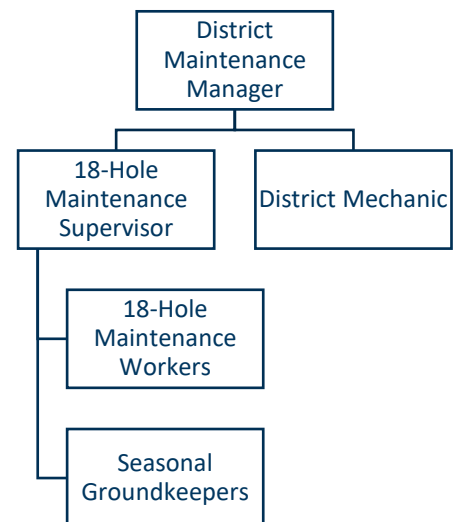 District
Maintenance
Manager
18-Hole
Maintenance
Supervisor
District Mechanic
18-Hole
Maintenance
Workers
Seasonal
Groundkeepers